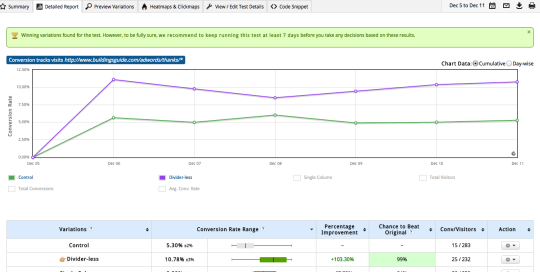 Summary Detailed Report Preview Variations Heatmaps & Clickmaps View / Edit Test Details Code Snippet Dec 5 to Dec 11
Winning variations found for the test. However, to be fully sure, we recommend to keep running this test at least 7 days before you take any decisions based on these results. ×
Conversion tracks visits http://www.buildingsguide.com/adwords/thanks/*
Chart Data: Cumulative Day-wise
12.50%
10.00%
7.50%
5.00%
2.50%
0.00%
Conversion Rate
Dec 05 Dec 06 Dec 07 Dec 08 Dec 09 Dec 10 Dec 11
Control Divider-less Single Column Total Visitors
Total Conversions Avg. Conv. Rate
Variations Conversion Rate Range Percentage Improvement Chance to Beat Original Conv./Visitors Action
Control 5.30% ±2% – – 15 / 283
Divider-less 10.78% ±3% +103.30% 99% 25 / 232